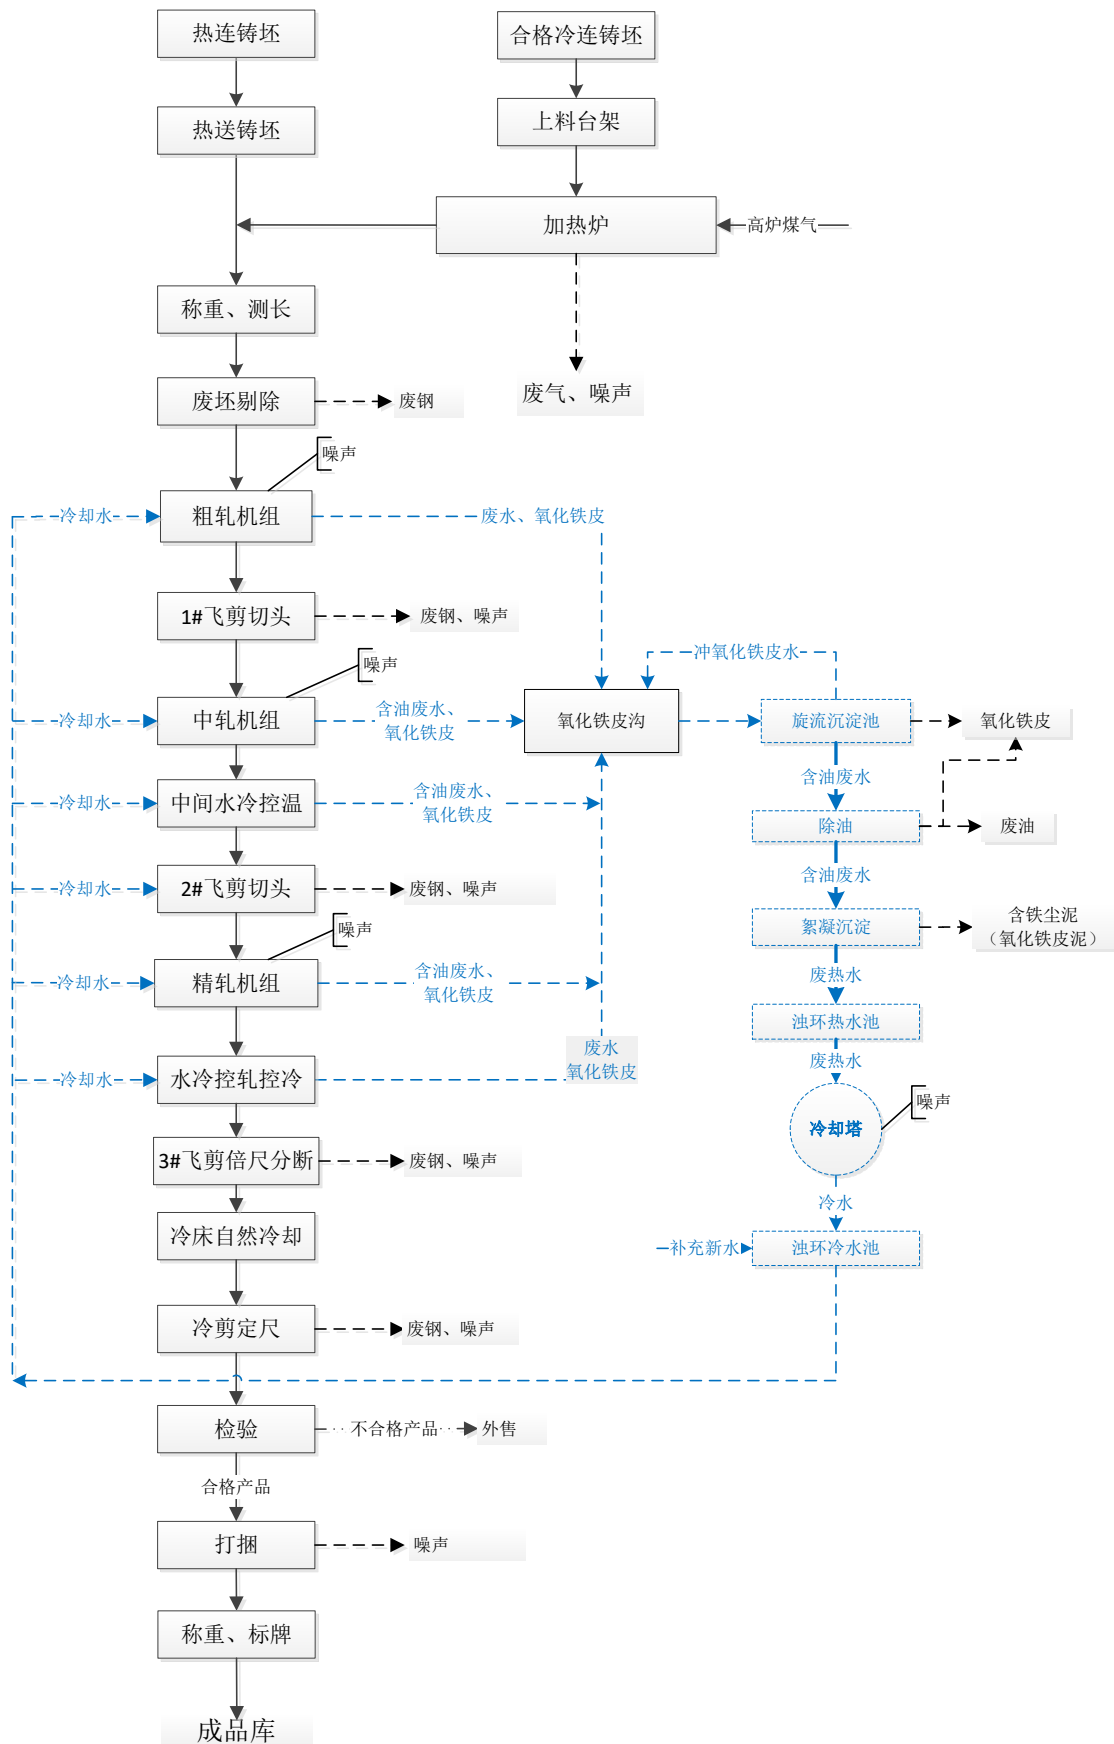 热连铸坯
合格冷连铸坯
热送铸坯
上料台架
加热炉
高炉煤气
称重、测长
废气、噪声
废坯剔除
废钢
噪声
粗轧机组
冷却水
废水、氧化铁皮
1#飞剪切头
废钢、噪声
噪声
冲氧化铁皮水
冷却水
中轧机组
含油废水、
氧化铁皮
氧化铁皮沟
旋流沉淀池
氧化铁皮
含油废水
冷却水
中间水冷控温
含油废水、
氧化铁皮
除油
废油
含油废水
冷却水
2#飞剪切头
废钢、噪声
絮凝沉淀
含铁尘泥
（氧化铁皮泥）
噪声
废热水
冷却水
精轧机组
含油废水、
氧化铁皮
浊环热水池
废热水
冷却水
水冷控轧控冷
废水
氧化铁皮
噪声
冷却塔
3#飞剪倍尺分断
废钢、噪声
冷水
冷床自然冷却
补充新水
浊环冷水池
冷剪定尺
废钢、噪声
检验
不合格产品
外售
合格产品
打捆
噪声
称重、标牌
成品库